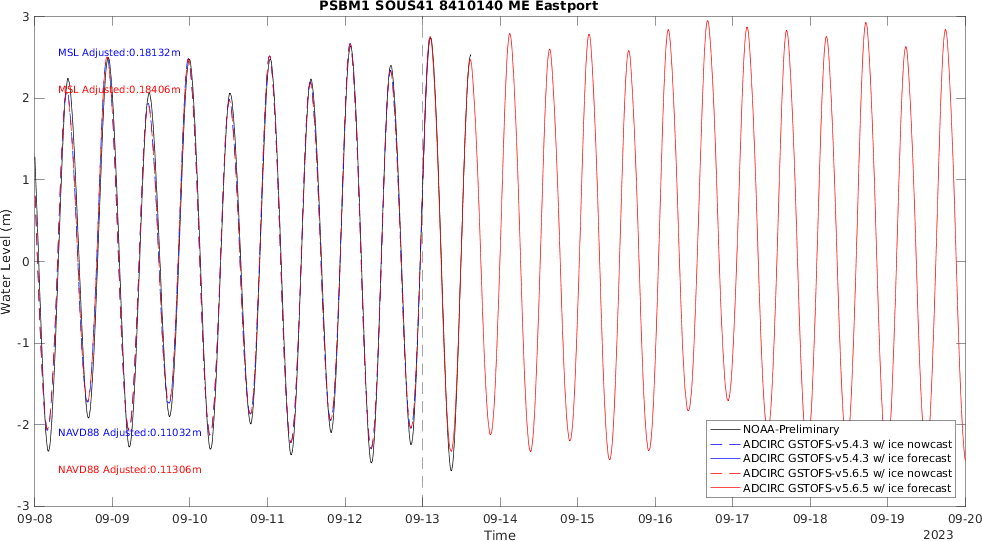 PSBM1 SOUS41 8410140 ME Eastport
3
2
1
0
-1
-2
-3
Water Level (m)
MSL Adjusted:0.18132m
MSL Adjusted:0.18406m
NAVD88 Adjusted:0.11032m
NAVD88 Adjusted:0.11306m
NOAA-Preliminary
ADCIRC GSTOFS-v5.4.3 w/ ice nowcast
ADCIRC GSTOFS-v5.4.3 w/ ice forecast
ADCIRC GSTOFS-v5.6.5 w/ ice nowcast
ADCIRC GSTOFS-v5.6.5 w/ ice forecast
09-08 09-09 09-10 09-11 09-12 09-13 09-14 09-15 09-16 09-17 09-18 09-19 09-20
Time
2023